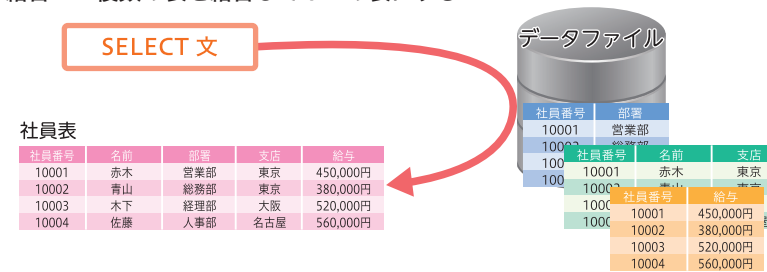 SELECT 文
データファイル
社員番号 部署
10001 営業部
社員表
社員番号 名前 部署 支店 給与
10001 赤木 営業部 東京 450,000円
10002 青山 総務部 東京 380,000円
10003 木下 経理部 大阪 520,000円
10004 佐藤 人事部 名古屋 560,000円
社員番号 名前 支店
10001 赤木 東京
社員番号 給与
10001 450,000円
10002 380,000円
10003 520,000円
10004 560,000円